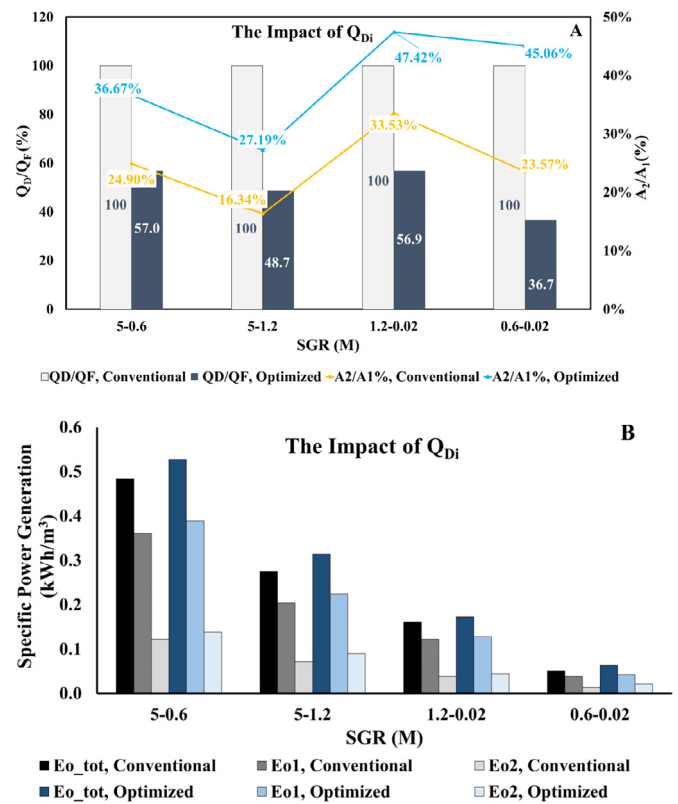 The Impact of QDi
A
120
100
80
60
40
20
0
QD/QF (%)
50%
40%
30%
20%
10%
0%
A2/A1(%)
36.67%
27.19%
47.42%
45.06%
24.90%
16.34%
33.53%
23.57%
100
57.0
100
48.7
100
56.9
100
36.7
5-0.6
5-1.2
1.2-0.02
0.6-0.02
SGR (M)
QD/QF, Conventional
QD/QF, Optimized
A2/A1%, Conventional
A2/A1%, Optimized
The Impact of QDi
B
Specific Power Generation
(kWh/m³)
0.6
0.5
0.4
0.3
0.2
0.1
0.0
5-0.6
5-1.2
1.2-0.02
0.6-0.02
SGR (M)
Eo_tot, Conventional
Eo1, Conventional
Eo2, Conventional
Eo_tot, Optimized
Eo1, Optimized
Eo2, Optimized